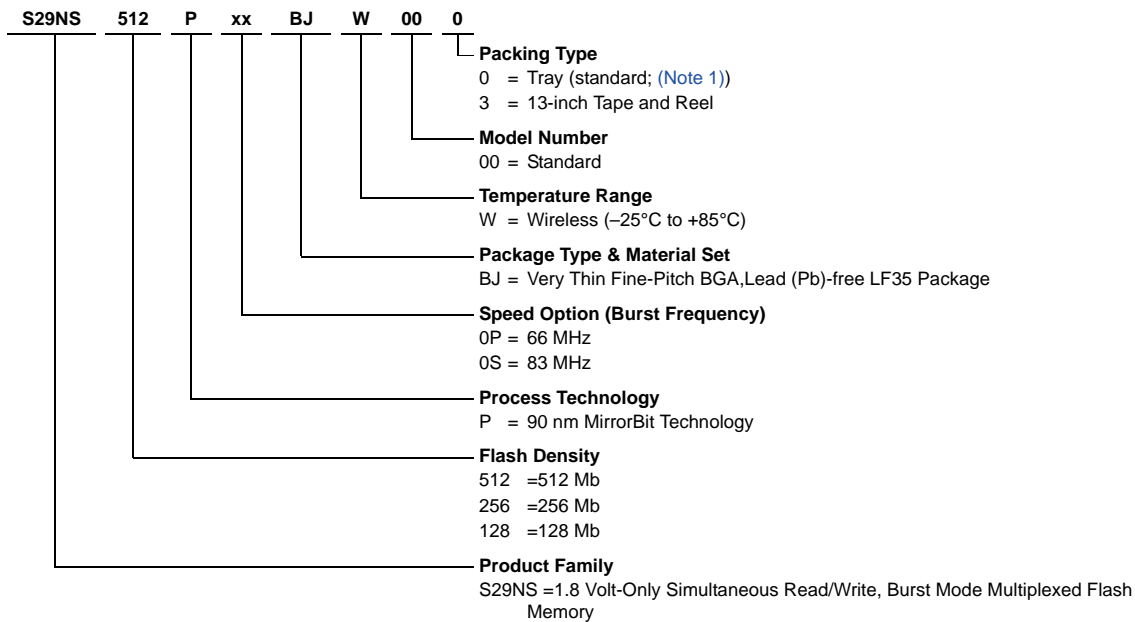 S29NS 512 P xx BJ W 00 0
Packing Type
0 = Tray (standard; (Note 1))
3 = 13-inch Tape and Reel
Model Number
00 = Standard
Temperature Range
W = Wireless (–25°C to +85°C)
Package Type & Material Set
BJ = Very Thin Fine-Pitch BGA,Lead (Pb)-free LF35 Package
Speed Option (Burst Frequency)
0P = 66 MHz
0S = 83 MHz
Process Technology
P = 90 nm MirrorBit Technology
Flash Density
512 =512 Mb
256 =256 Mb
128 =128 Mb
Product Family
S29NS =1.8 Volt-Only Simultaneous Read/Write, Burst Mode Multiplexed Flash
Memory